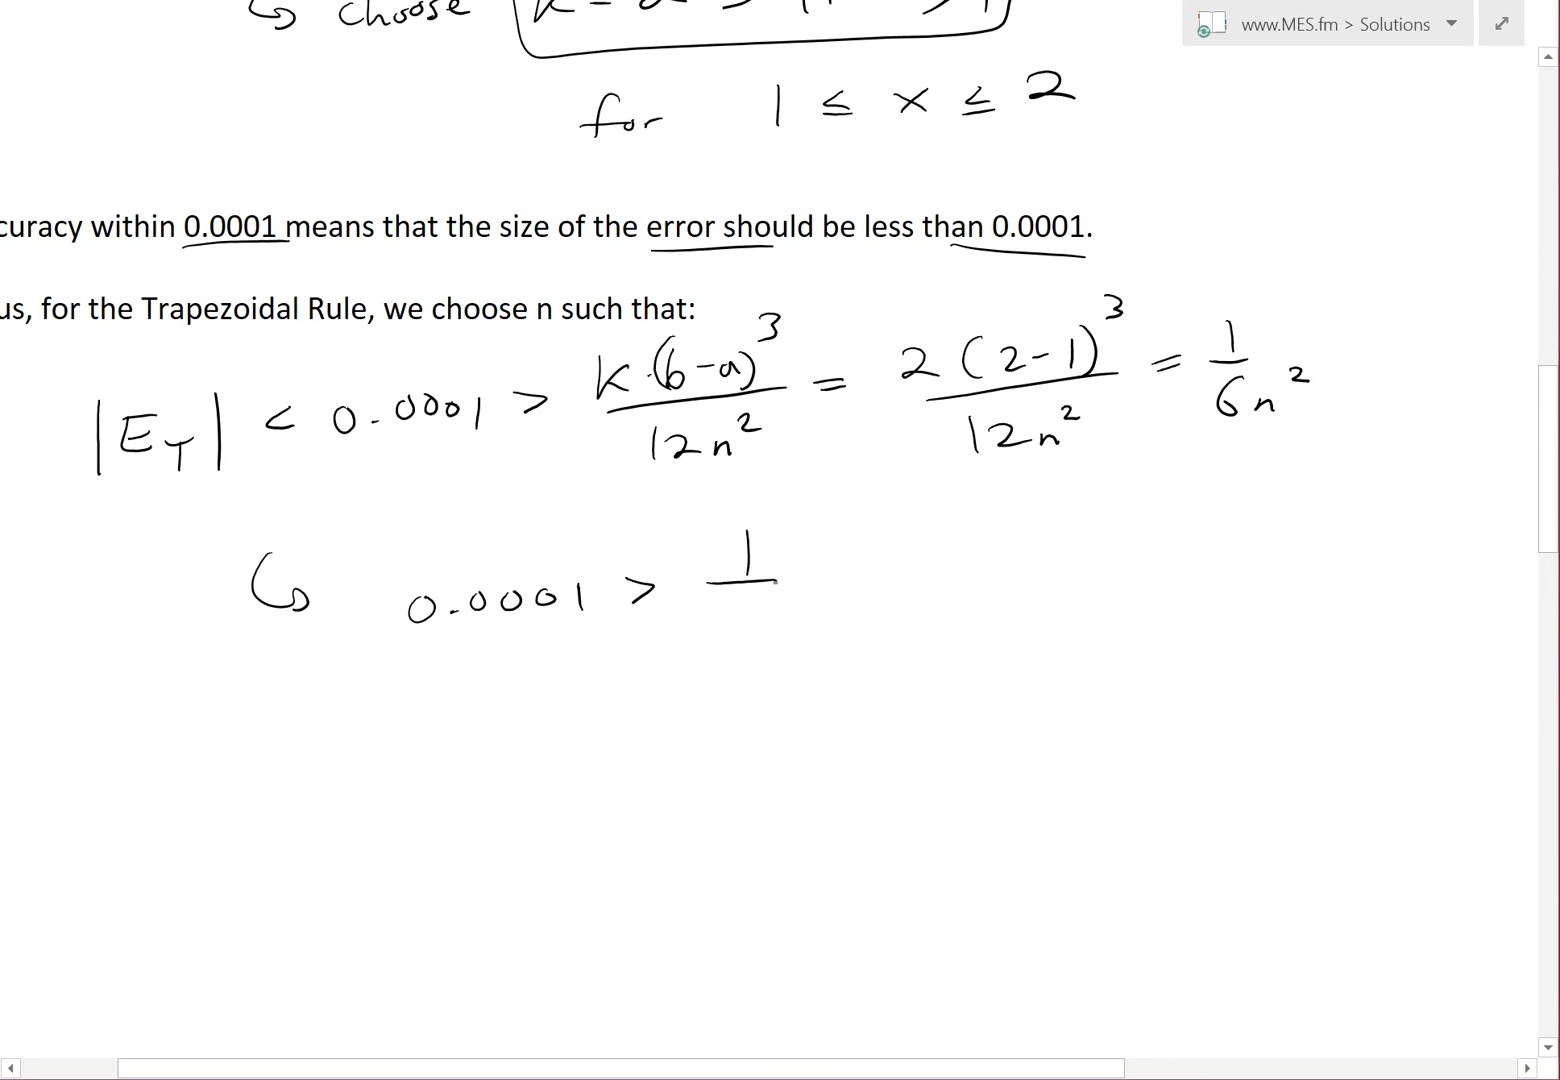 www.MES.fm > Solutions
↳ choose
for 1 ≤ x ≤ 2
curacy within 0.0001 means that the size of the error should be less than 0.0001.
us, for the Trapezoidal Rule, we choose n such that:
|E_T| < 0.0001 > K(b-a)^3 / 12n^2 = 2(2-1)^3 / 12n^2 = 1 / 6n^2
↳ 0.0001 > 1 /